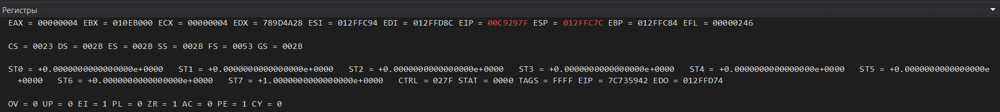 Регистры
EAX = 00000004 EBX = 010EB000 ECX = 00000004 EDX = 789D4A28 ESI = 012FFC94 EDI = 012FFD8C EIP = 00C9297F ESP = 012FFC7C EBP = 012FFC84 EFL = 00000246
CS = 0023 DS = 002B ES = 002B SS = 002B FS = 0053 GS = 002B
ST0 = +0.0000000000000000e+0000 ST1 = +0.0000000000000000e+0000 ST2 = +0.0000000000000000e+0000 ST3 = +0.0000000000000000e+0000 ST4 = +0.0000000000000000e+0000 ST5 = +0.0000000000000000e
+0000 ST6 = +0.0000000000000000e+0000 ST7 = +1.0000000000000000e+0000 CTRL = 027F STAT = 0000 TAGS = FFFF EIP = 7C735942 EDO = 012FFD74
OV = 0 UP = 0 EI = 1 PL = 0 ZR = 1 AC = 0 PE = 1 CY = 0